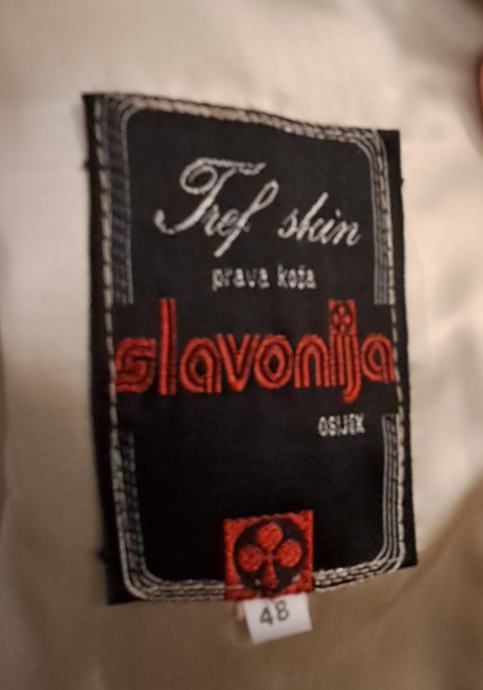 Tref skin
prava koža
slavonija
OSIJEK
48